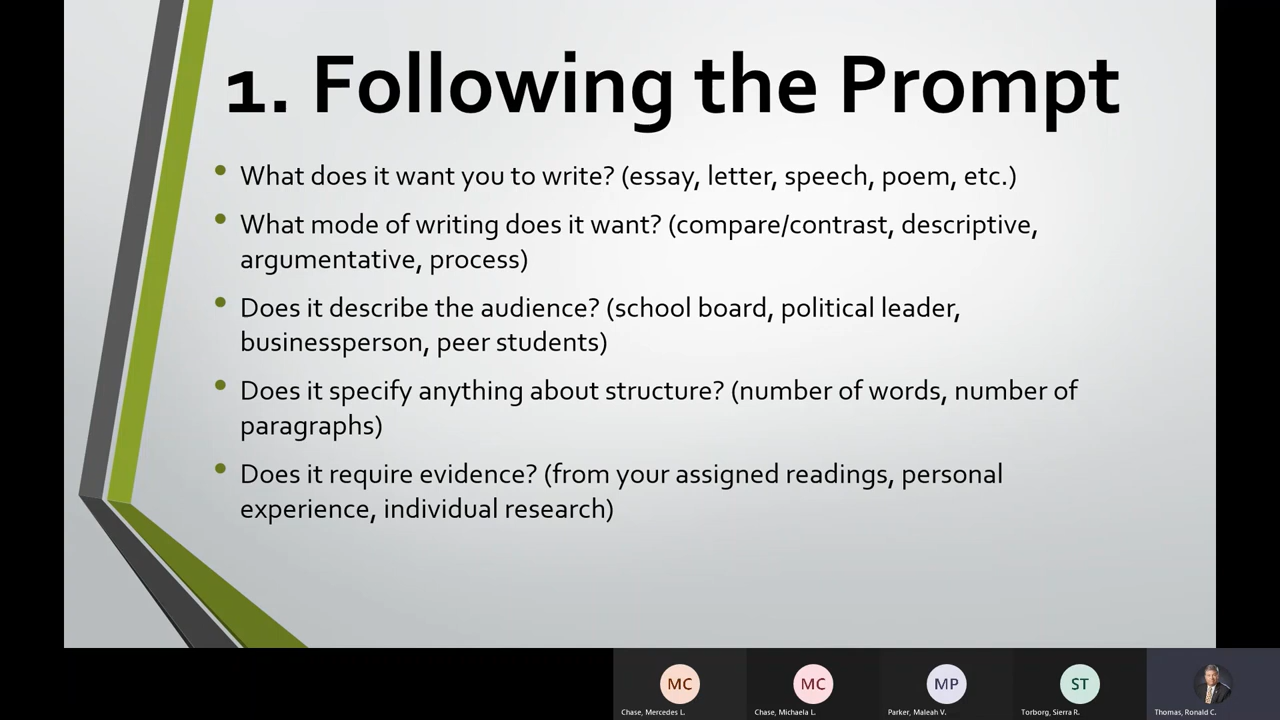 1. Following the Prompt
• What does it want you to write? (essay, letter, speech, poem, etc.)
• What mode of writing does it want? (compare/contrast, descriptive,
argumentative, process)
• Does it describe the audience? (school board, political leader,
businessperson, peer students)
• Does it specify anything about structure? (number of words, number of
paragraphs)
• Does it require evidence? (from your assigned readings, personal
experience, individual research)
MC
MC
MP
ST
Chase, Mercedes L.
Chase, Michaela L.
Parker, Maleah V.
Torborg, Sierra R.
Thomas, Ronald C.